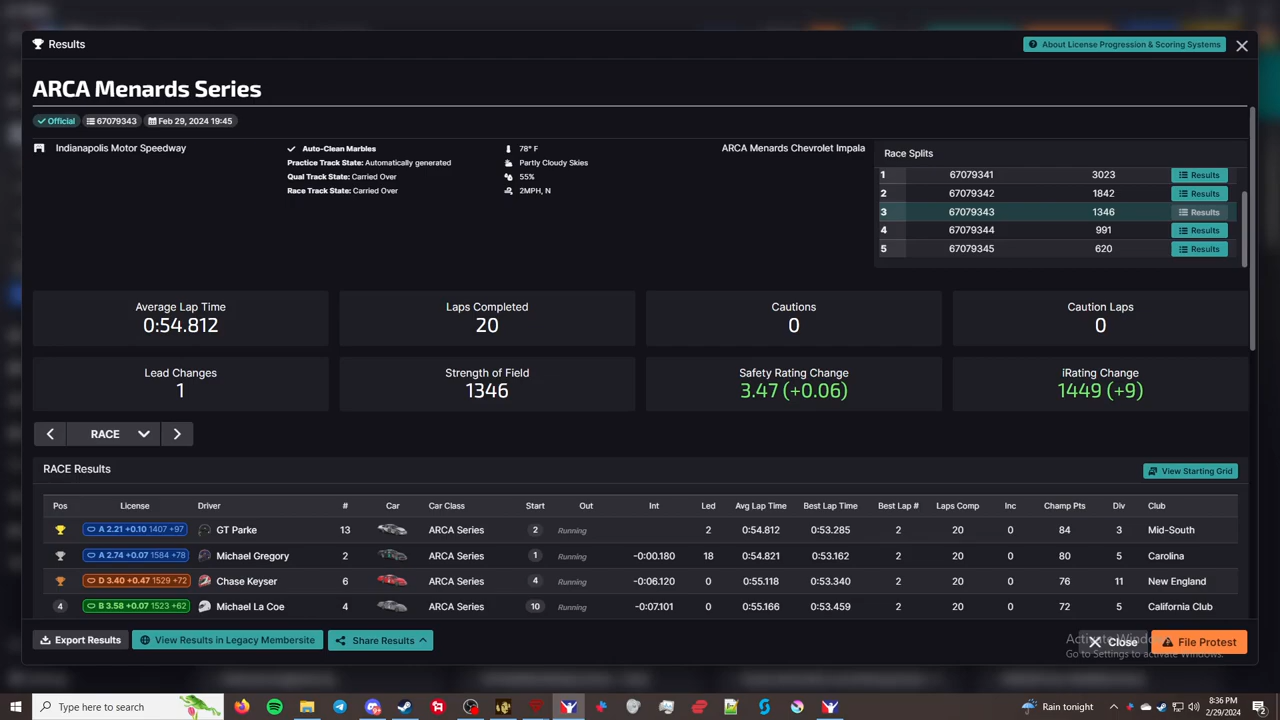 Results
About License Progression & Scoring Systems
ARCA Menards Series
Official 67079343 Feb 29, 2024 19:45
Indianapolis Motor Speedway
Auto-Clean Marbles
Practice Track State: Automatically generated
Qual Track State: Carried Over
Race Track State: Carried Over
78° F
Partly Cloudy Skies
55%
2MPH, N
ARCA Menards Chevrolet Impala
Race Splits
1 67079341 3023 Results
2 67079342 1842 Results
3 67079343 1346 Results
4 67079344 991 Results
5 67079345 620 Results
Average Lap Time
0:54.812
Laps Completed
20
Cautions
0
Caution Laps
0
Lead Changes
1
Strength of Field
1346
Safety Rating Change
3.47 (+0.06)
iRating Change
1449 (+9)
RACE
RACE Results
View Starting Grid
Pos License Driver # Car Car Class Start Out Int Led Avg Lap Time Best Lap Time Best Lap # Laps Comp Inc Champ Pts Div Club
A 2.21 +0.10 1407 +97 GT Parke 13 ARCA Series 2 Running 2 0:54.812 0:53.285 2 20 0 84 3 Mid-South
A 2.74 +0.07 1584 +78 Michael Gregory 2 ARCA Series 1 Running -0:00.180 18 0:54.821 0:53.162 2 20 0 80 5 Carolina
D 3.40 +0.47 1529 +72 Chase Keyser 6 ARCA Series 4 Running -0:06.120 0 0:55.118 0:53.340 2 20 0 76 11 New England
4 B 3.58 +0.07 1523 +62 Michael La Coe 4 ARCA Series 10 Running -0:07.101 0 0:55.166 0:53.459 2 20 0 72 5 California Club
Export Results
View Results in Legacy Membersite
Share Results
Close
File Protest
Activate Windo
Go to Settings to activate Windows.
Type here to search
Rain tonight
8:36 PM
2/29/2024
2